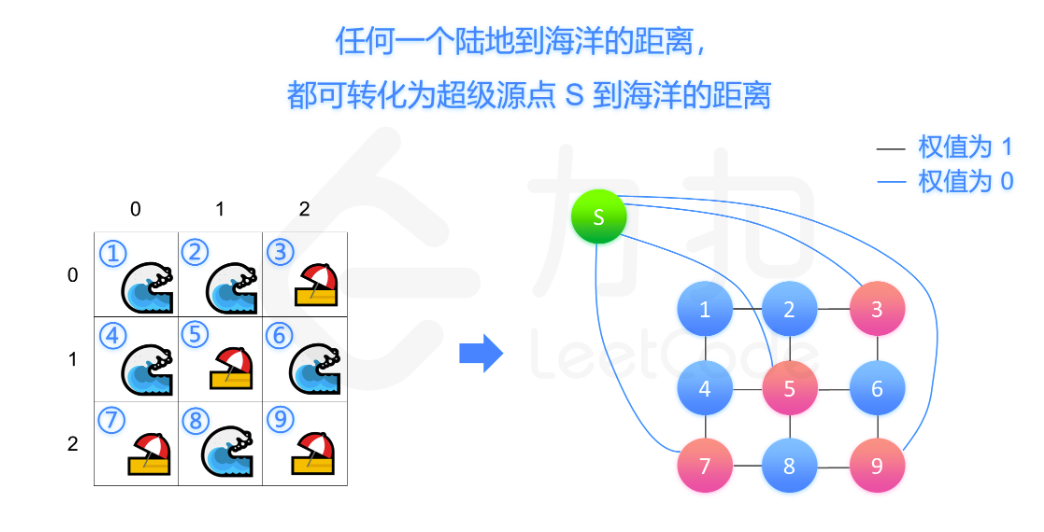 任何一个陆地到海洋的距离，
都可转化为超级源点 S 到海洋的距离
权值为 1
权值为 0
0 1 2
0
① ② ③
1
④ ⑤ ⑥
2
⑦ ⑧ ⑨
S
1 2 3
4 5 6
7 8 9
力扣
LeetCode